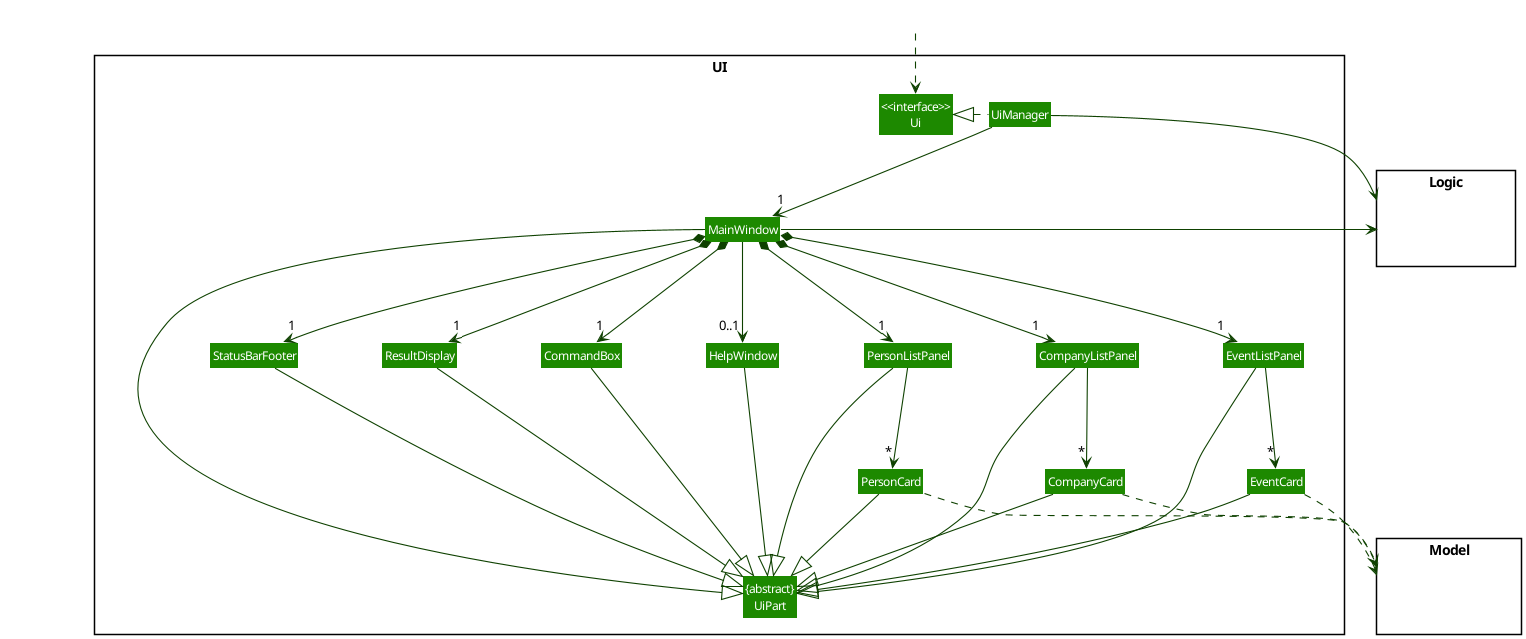 UI
<<interface>>
Ui
UiManager
Logic
1
MainWindow
1
1
1
0..1
1
1
1
StatusBarFooter
ResultDisplay
CommandBox
HelpWindow
PersonListPanel
CompanyListPanel
EventListPanel
*
*
*
PersonCard
CompanyCard
EventCard
Model
{abstract}
UiPart